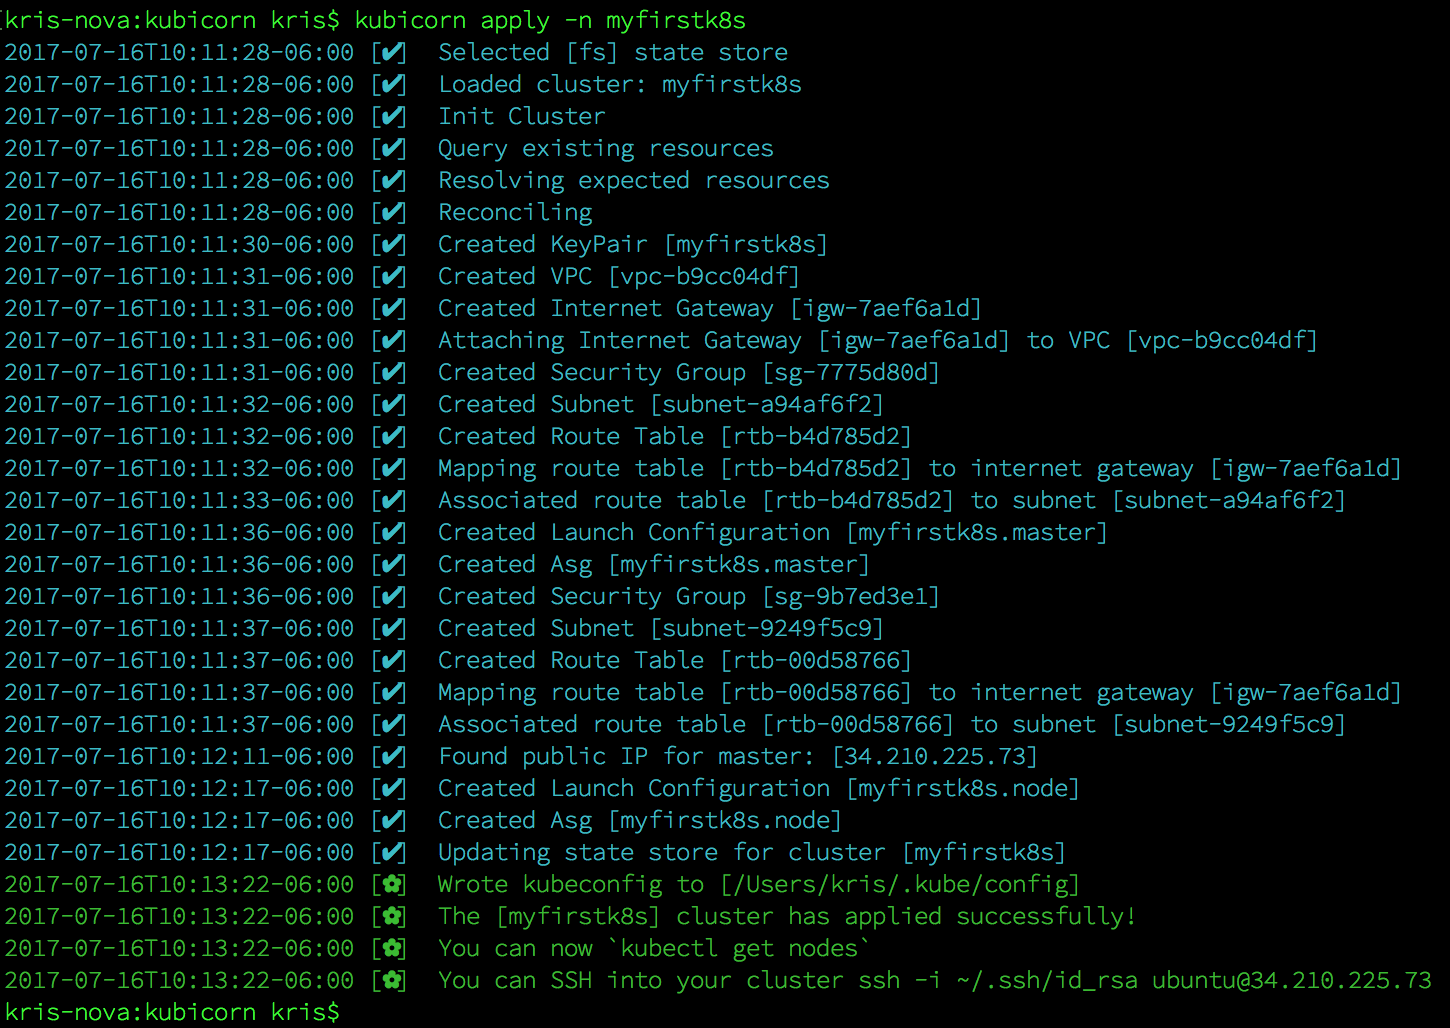 kris-nova:kubicorn kris$ kubicorn apply -n myfirstk8s
2017-07-16T10:11:28-06:00 [✔]  Selected [fs] state store
2017-07-16T10:11:28-06:00 [✔]  Loaded cluster: myfirstk8s
2017-07-16T10:11:28-06:00 [✔]  Init Cluster
2017-07-16T10:11:28-06:00 [✔]  Query existing resources
2017-07-16T10:11:28-06:00 [✔]  Resolving expected resources
2017-07-16T10:11:28-06:00 [✔]  Reconciling
2017-07-16T10:11:30-06:00 [✔]  Created KeyPair [myfirstk8s]
2017-07-16T10:11:31-06:00 [✔]  Created VPC [vpc-b9cc04df]
2017-07-16T10:11:31-06:00 [✔]  Created Internet Gateway [igw-7aef6a1d]
2017-07-16T10:11:31-06:00 [✔]  Attaching Internet Gateway [igw-7aef6a1d] to VPC [vpc-b9cc04df]
2017-07-16T10:11:31-06:00 [✔]  Created Security Group [sg-7775d80d]
2017-07-16T10:11:32-06:00 [✔]  Created Subnet [subnet-a94af6f2]
2017-07-16T10:11:32-06:00 [✔]  Created Route Table [rtb-b4d785d2]
2017-07-16T10:11:32-06:00 [✔]  Mapping route table [rtb-b4d785d2] to internet gateway [igw-7aef6a1d]
2017-07-16T10:11:33-06:00 [✔]  Associated route table [rtb-b4d785d2] to subnet [subnet-a94af6f2]
2017-07-16T10:11:36-06:00 [✔]  Created Launch Configuration [myfirstk8s.master]
2017-07-16T10:11:36-06:00 [✔]  Created Asg [myfirstk8s.master]
2017-07-16T10:11:36-06:00 [✔]  Created Security Group [sg-9b7ed3e1]
2017-07-16T10:11:37-06:00 [✔]  Created Subnet [subnet-9249f5c9]
2017-07-16T10:11:37-06:00 [✔]  Created Route Table [rtb-00d58766]
2017-07-16T10:11:37-06:00 [✔]  Mapping route table [rtb-00d58766] to internet gateway [igw-7aef6a1d]
2017-07-16T10:11:37-06:00 [✔]  Associated route table [rtb-00d58766] to subnet [subnet-9249f5c9]
2017-07-16T10:12:11-06:00 [✔]  Found public IP for master: [34.210.225.73]
2017-07-16T10:12:17-06:00 [✔]  Created Launch Configuration [myfirstk8s.node]
2017-07-16T10:12:17-06:00 [✔]  Created Asg [myfirstk8s.node]
2017-07-16T10:12:17-06:00 [✔]  Updating state store for cluster [myfirstk8s]
2017-07-16T10:13:22-06:00 [✿]  Wrote kubeconfig to [/Users/kris/.kube/config]
2017-07-16T10:13:22-06:00 [✿]  The [myfirstk8s] cluster has applied successfully!
2017-07-16T10:13:22-06:00 [✿]  You can now `kubectl get nodes`
2017-07-16T10:13:22-06:00 [✿]  You can SSH into your cluster ssh -i ~/.ssh/id_rsa ubuntu@34.210.225.73
kris-nova:kubicorn kris$